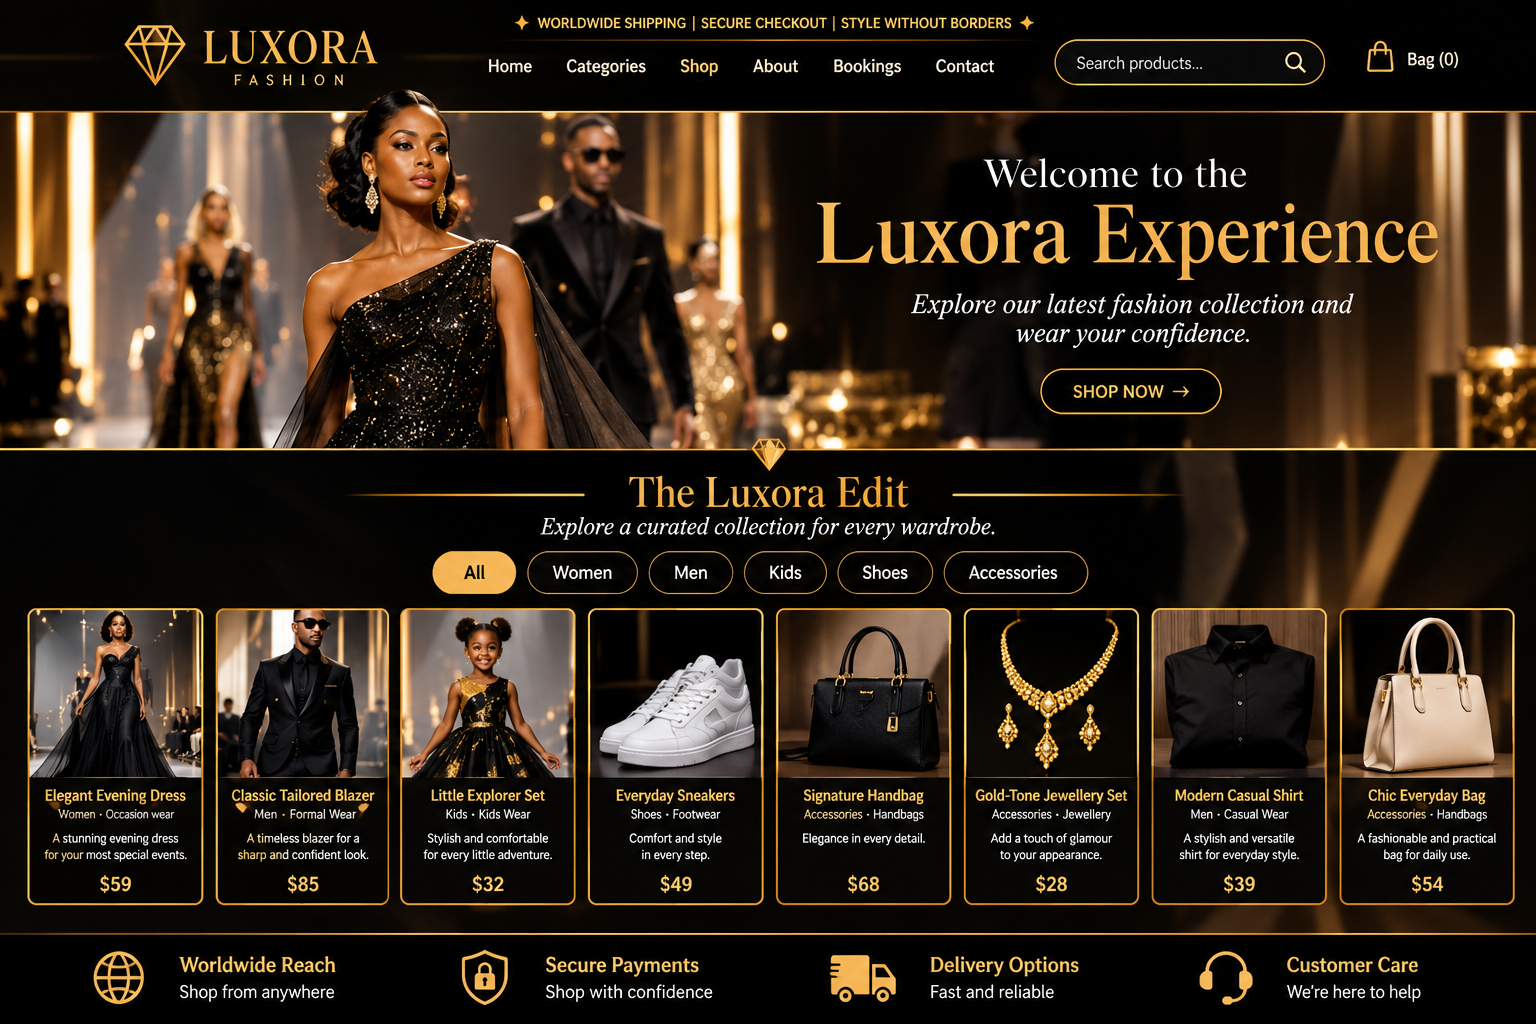 LUXORA
FASHION
WORLDWIDE SHIPPING | SECURE CHECKOUT | STYLE WITHOUT BORDERS
Home Categories Shop About Bookings Contact
Search products...
Bag (0)
Welcome to the
Luxora Experience
Explore our latest fashion collection and
wear your confidence.
SHOP NOW →
The Luxora Edit
Explore a curated collection for every wardrobe.
All Women Men Kids Shoes Accessories
Elegant Evening Dress
Women • Occasion wear
A stunning evening dress
for your most special events.
$59
Classic Tailored Blazer
Men • Formal Wear
A timeless blazer for a
sharp and confident look.
$85
Little Explorer Set
Kids • Kids Wear
Stylish and comfortable
for every little adventure.
$32
Everyday Sneakers
Shoes • Footwear
Comfort and style
in every step.
$49
Signature Handbag
Accessories • Handbags
Elegance in every detail.
$68
Gold-Tone Jewellery Set
Accessories • Jewellery
Add a touch of glamour
to your appearance.
$28
Modern Casual Shirt
Men • Casual Wear
A stylish and versatile
shirt for everyday style.
$39
Chic Everyday Bag
Accessories • Handbags
A fashionable and practical
bag for daily use.
$54
Worldwide Reach
Shop from anywhere
Secure Payments
Shop with confidence
Delivery Options
Fast and reliable
Customer Care
We're here to help